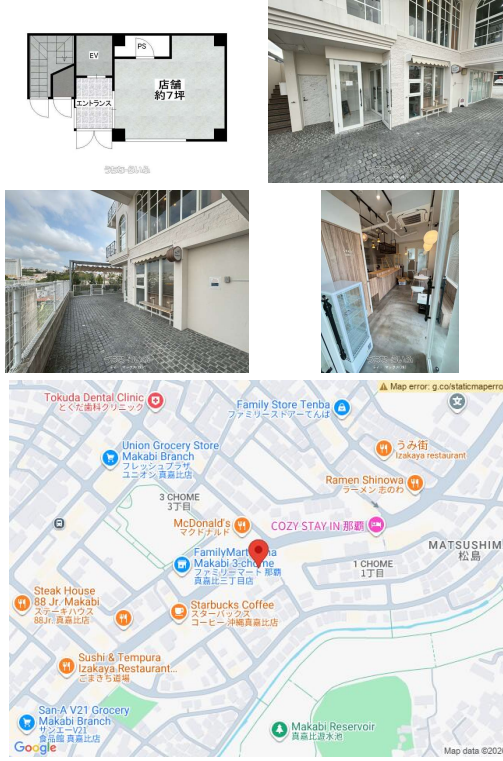 EV
PS
店舗
約7坪
エントランス
Map error: g.co/staticmaperro
Tokuda Dental Clinic
とくだ歯科クリニック
Family Store Tenba
ファミリーストアーてんば
Union Grocery Store
Makabi Branch
フレッシュプラザ
ユニオン 真嘉比店
うみ街
Izakaya restaurant
Ramen Shinowa
ラーメン 志のわ
3 CHOME
3丁目
McDonald's
マクドナルド
COZY STAY IN 那覇
MATSUSHIM
松島
FamilyMart
Makabi 3-chome
ファミリーマート 那覇
真嘉比三丁目店
1 CHOME
1丁目
Steak House
88 Jr. Makabi
ステーキハウス
88Jr. 真嘉比店
Starbucks Coffee
スターバックス
コーヒー 沖縄真嘉比店
Sushi & Tempura
Izakaya Restaurant...
ごまきち道場
San-A V21 Grocery
Makabi Branch
サンエーV21
食品館 真嘉比店
Makabi Reservoir
真嘉比遊水池
Google
Map data ©2026